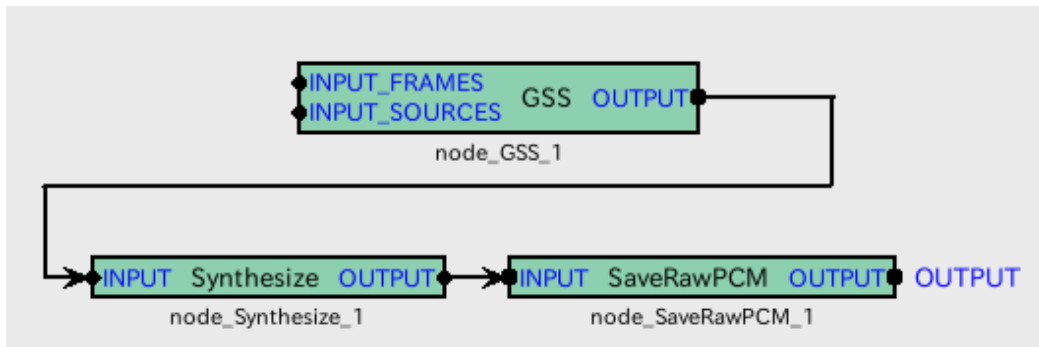 INPUT_FRAMES
INPUT_SOURCES
GSS OUTPUT
node_GSS_1
INPUT Synthesize OUTPUT
node_Synthesize_1
INPUT SaveRawPCM OUTPUT OUTPUT
node_SaveRawPCM_1